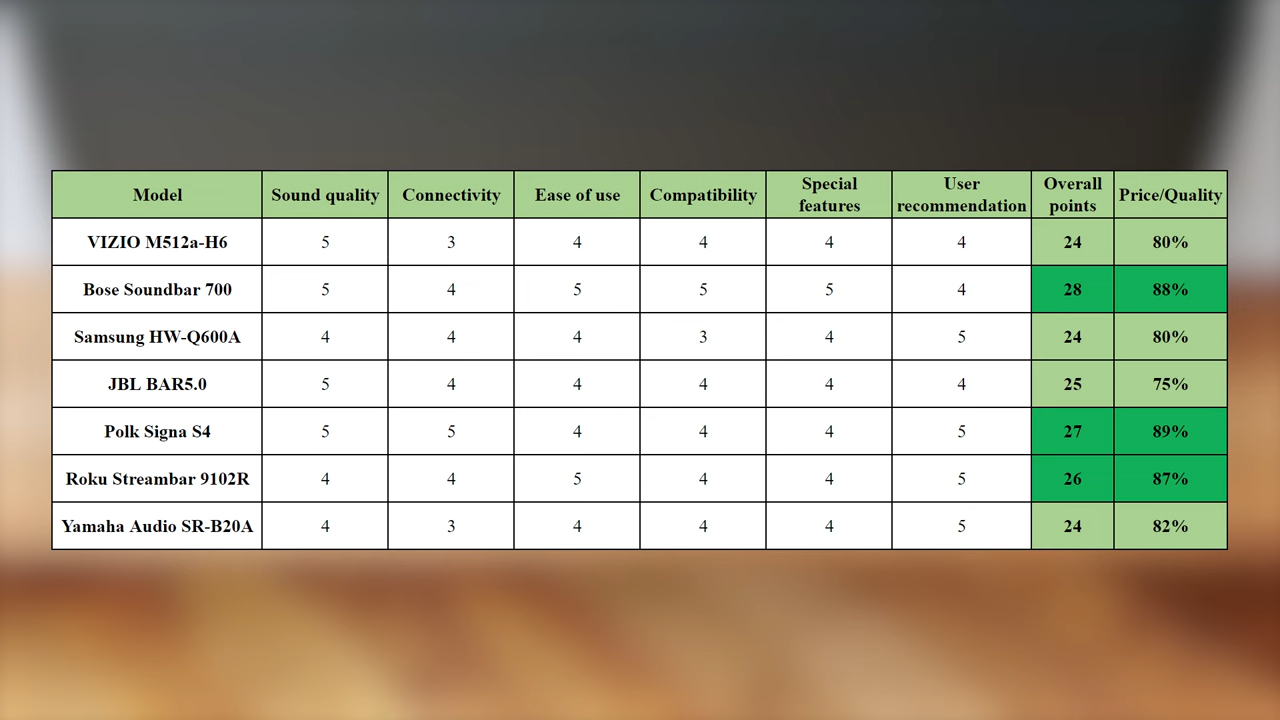 Model Sound quality Connectivity Ease of use Compatibility Special features User recommendation Overall points Price/Quality
VIZIO M512a-H6 5 3 4 4 4 4 24 80%
Bose Soundbar 700 5 4 5 5 5 4 28 88%
Samsung HW-Q600A 4 4 4 3 4 5 24 80%
JBL BAR5.0 5 4 4 4 4 4 25 75%
Polk Signa S4 5 5 4 4 4 5 27 89%
Roku Streambar 9102R 4 4 5 4 4 5 26 87%
Yamaha Audio SR-B20A 4 3 4 4 4 5 24 82%